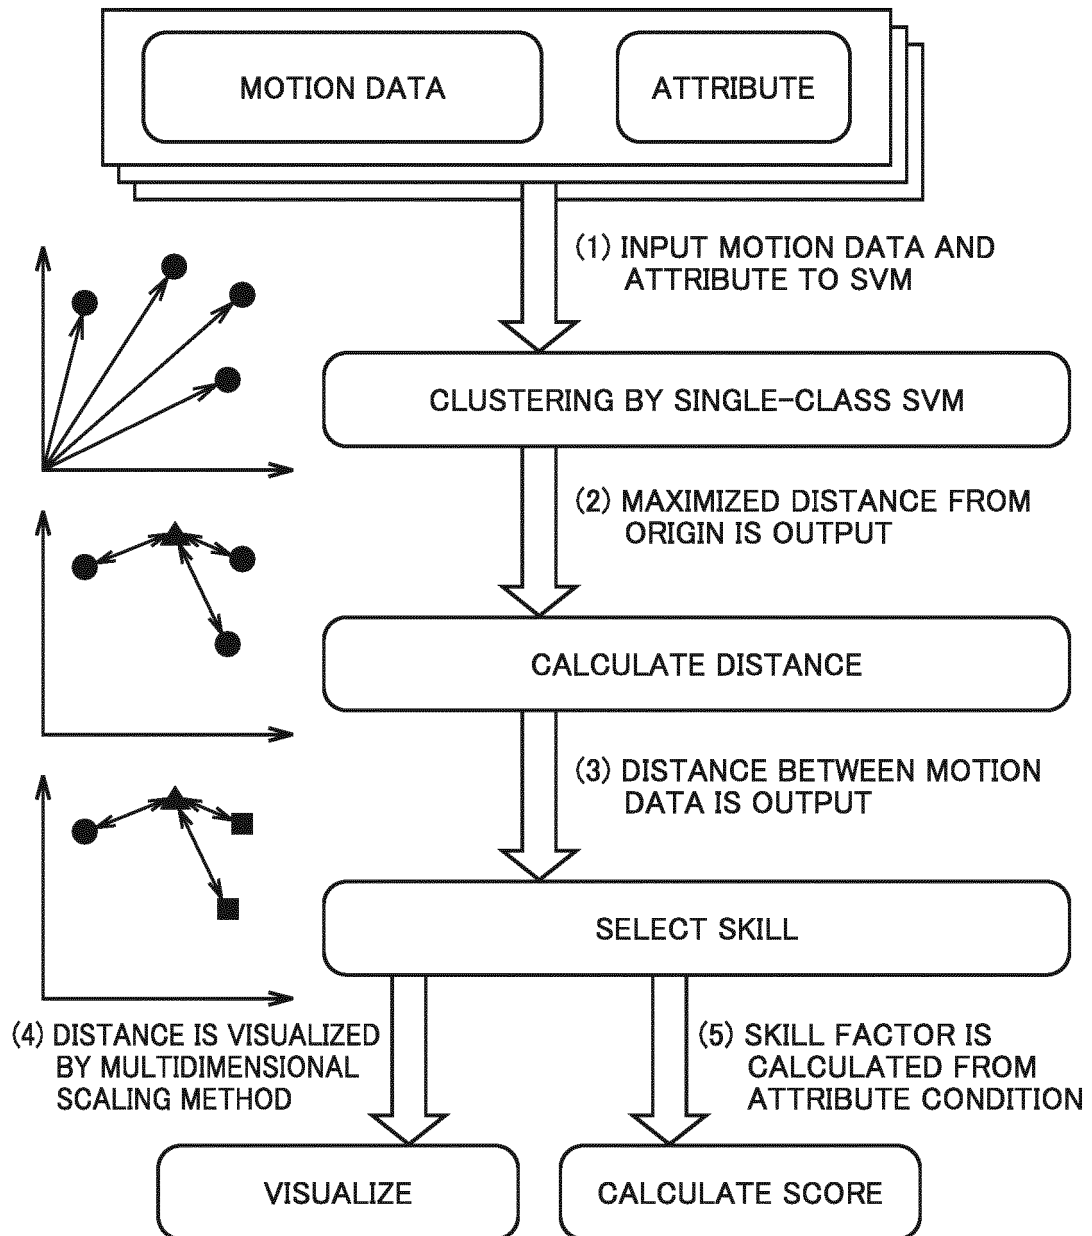 MOTION DATA
ATTRIBUTE
(1) INPUT MOTION DATA AND
ATTRIBUTE TO SVM
CLUSTERING BY SINGLE-CLASS SVM
(2) MAXIMIZED DISTANCE FROM
ORIGIN IS OUTPUT
CALCULATE DISTANCE
(3) DISTANCE BETWEEN MOTION
DATA IS OUTPUT
SELECT SKILL
(4) DISTANCE IS VISUALIZED
BY MULTIDIMENSIONAL
SCALING METHOD
(5) SKILL FACTOR IS
CALCULATED FROM
ATTRIBUTE CONDITION
VISUALIZE
CALCULATE SCORE